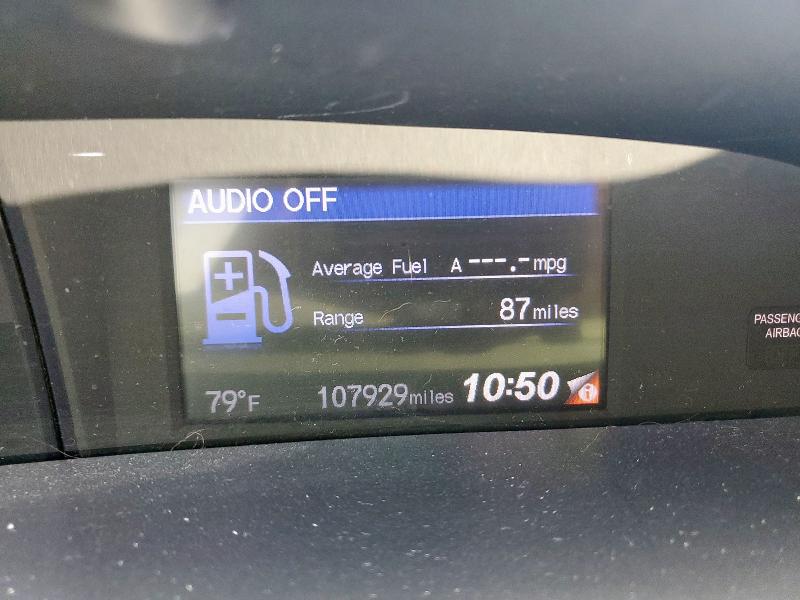 AUDIO OFF
Average Fuel A ---.- mpg
Range 87 miles
79°F 107929 miles 10:50 i
PASSENG
AIRBAG